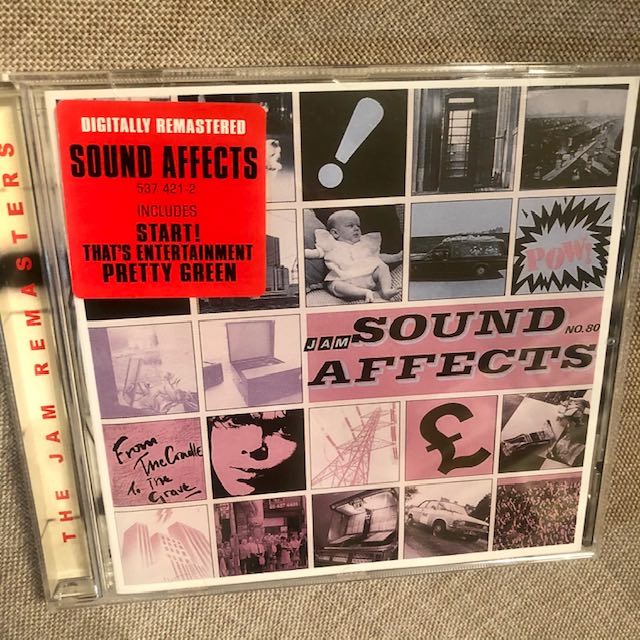 THE JAM REMASTERS
DIGITALLY REMASTERED
SOUND AFFECTS
537 421-2
INCLUDES
START!
THAT'S ENTERTAINMENT
PRETTY GREEN
!
POW!
JAM SOUND NO.80
AFFECTS
From
The Cradle
To The
Grave
£